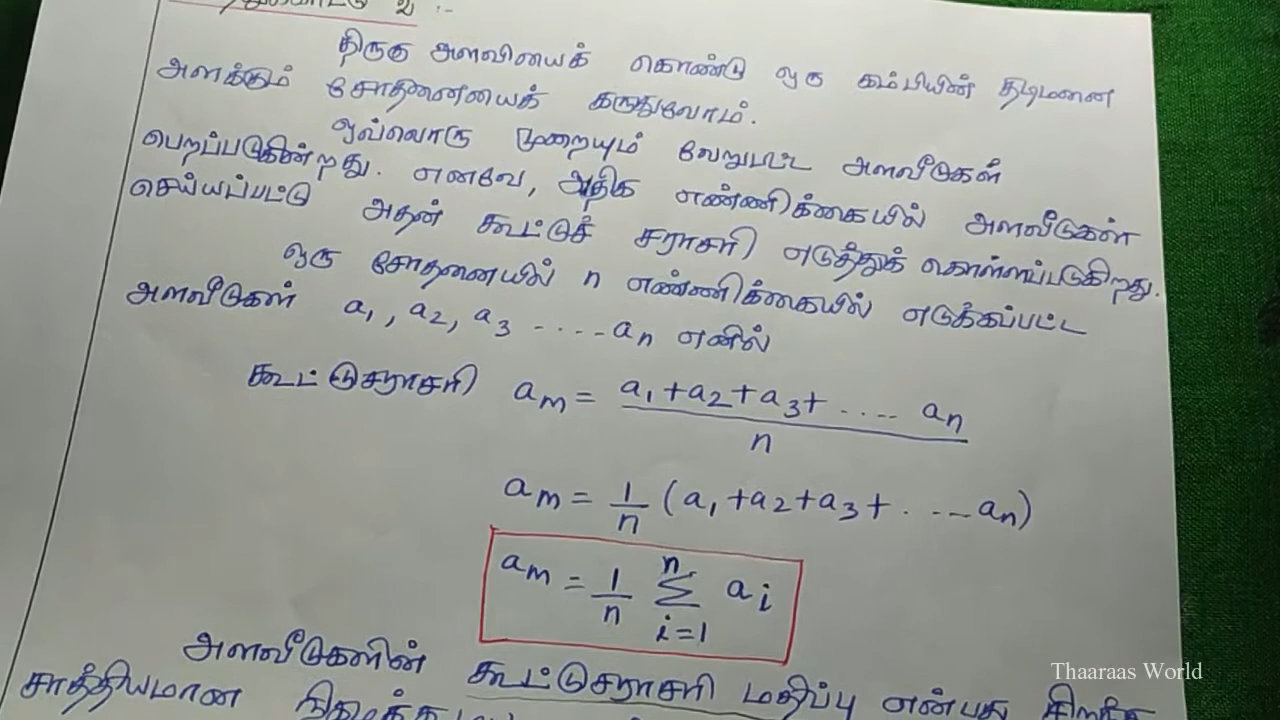 2 :-
திருகு அளவியைக் கொண்டு ஒரு கம்பியின் தடிமனை
அளக்கும் சோதனையைக் கருதுவோம்.
ஒவ்வொரு முறையும் வேறுபட்ட அளவீடுகள்
பெறப்படுகின்றது. எனவே, அதிக எண்ணிக்கையில் அளவீடுகள்
செய்யப்பட்டு அதன் கூட்டுச் சராசரி எடுத்துக் கொள்ளப்படுகிறது.
ஒரு சோதனையில் n எண்ணிக்கையில் எடுக்கப்பட்ட
அளவீடுகள் a₁, a₂, a₃ ----- aₙ எனில்
கூட்டுசராசரி aₘ = a₁+a₂+a₃+ .... aₙ
n
aₘ = 1/n (a₁+a₂+a₃+. ... aₙ)
aₘ = 1/n Σ aᵢ
n
i=1
அளவீடுகளின் கூட்டுசராசரி மதிப்பு என்பது
சாத்தியமான
Thaaraas World